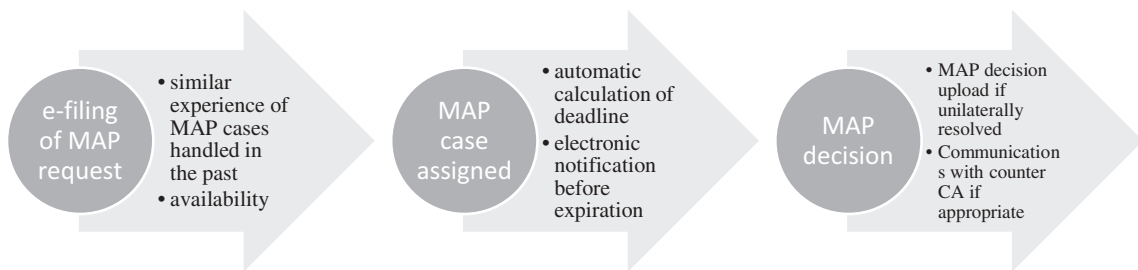 e-filing
of MAP
request
• similar
experience of
MAP cases
handled in
the past
• availability
MAP
case
assigned
• automatic
calculation of
deadline
• electronic
notification
before
expiration
MAP
decision
• MAP decision
upload if
unilaterally
resolved
• Communication
s with counter
CA if
appropriate